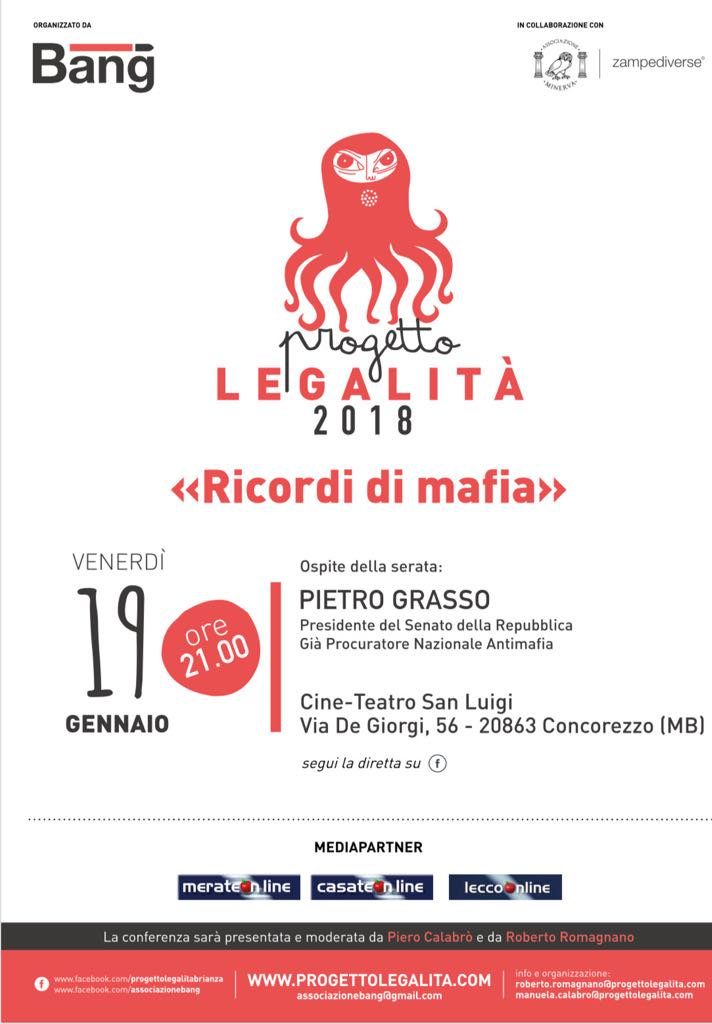 ORGANIZZATO DA
Bang
IN COLLABORAZIONE CON
ASSOCIAZIONE
MINERVA
zampediverse®
progetto
LEGALITÀ
2018
«Ricordi di mafia»
VENERDÌ
19
GENNAIO
ore
21.00
Ospite della serata:
PIETRO GRASSO
Presidente del Senato della Repubblica
Già Procuratore Nazionale Antimafia
Cine-Teatro San Luigi
Via De Giorgi, 56 - 20863 Concorezzo (MB)
segui la diretta su f
MEDIAPARTNER
merateonline
casateonline
leccoonline
La conferenza sarà presentata e moderata da Piero Calabrò e da Roberto Romagnano
f
www.facebook.com/progettolegalitabrianza
www.facebook.com/associazionebang
WWW.PROGETTOLEGALITA.COM
associazionebang@gmail.com
info e organizzazione:
roberto.romagnano@progettolegalita.com
manuela.calabro@progettolegalita.com